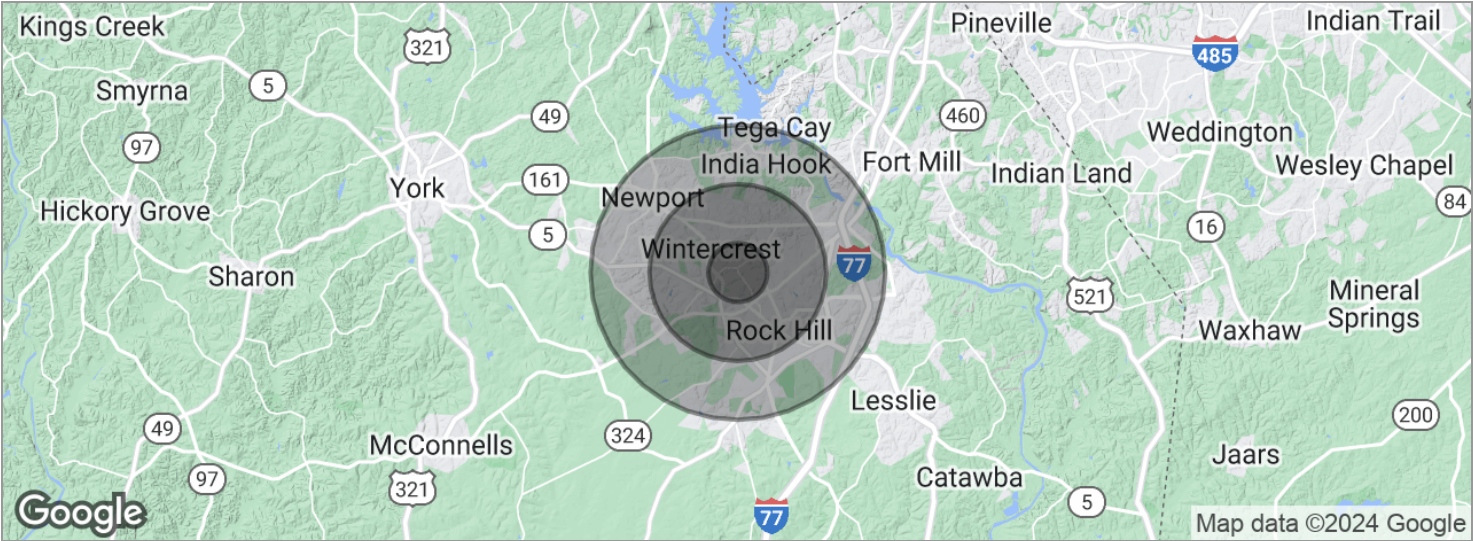 Kings Creek
321
Pineville
Indian Trail
485
5
Smyrna
49
460
Tega Cay
Weddington
97
India Hook
Fort Mill
Indian Land
Wesley Chapel
161
York
Newport
84
Hickory Grove
5
16
Wintercrest
77
Sharon
521
Mineral
Springs
Rock Hill
Waxhaw
Lesslie
49
324
200
McConnells
Jaars
97
321
Catawba
5
Google
77
Map data ©2024 Google